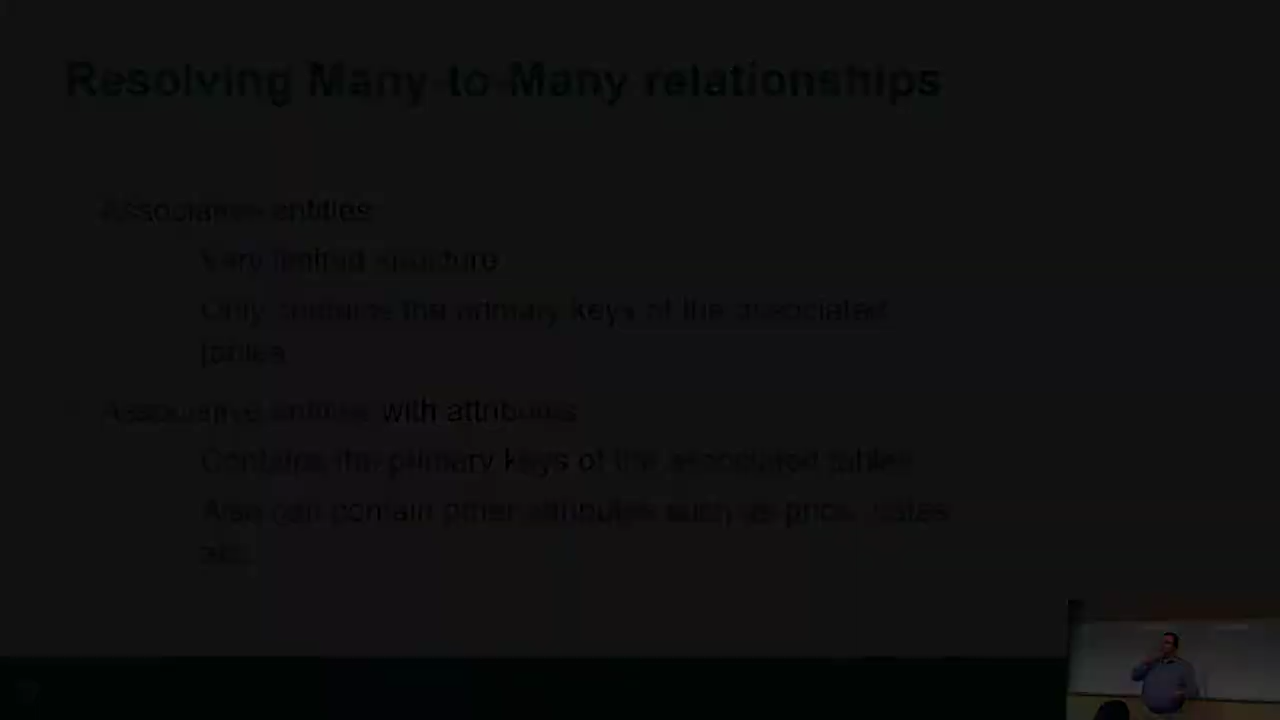 Resolving Many-to-Many relationships
Associative entities
Very limited structure
Only contains the primary keys of the associated
tables
Associative entities with attributes
Contains the primary keys of the associated tables
Also can contain other attributes such as price, dates